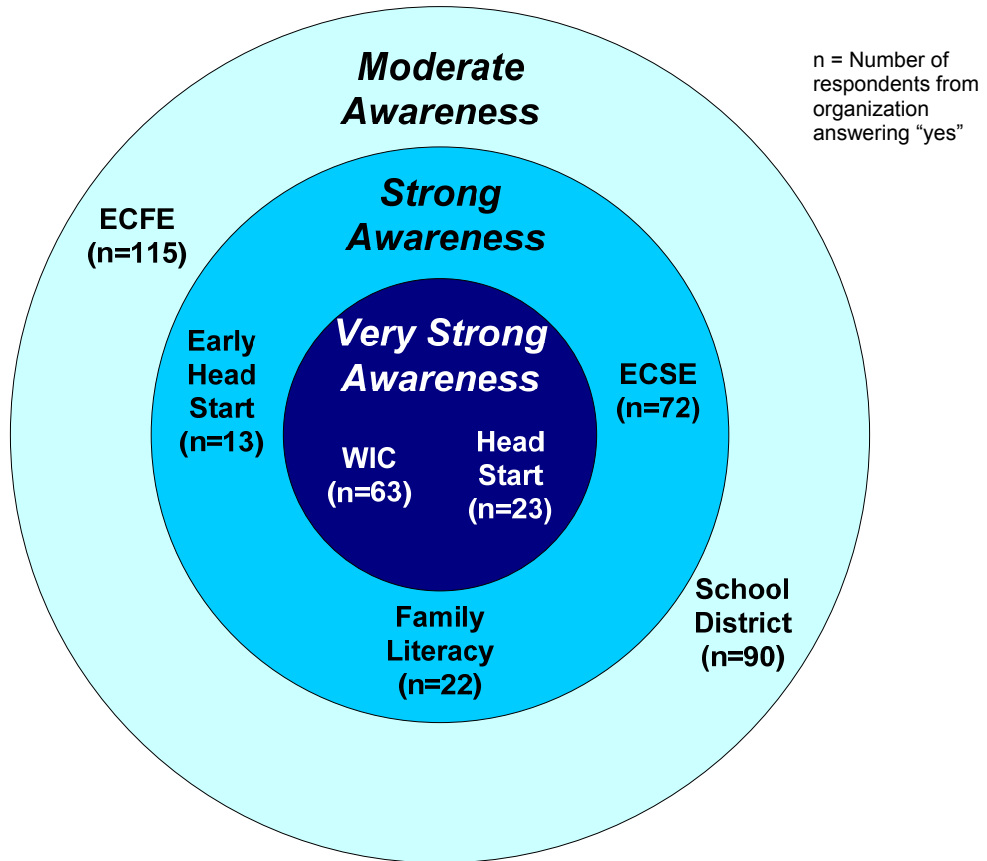 Moderate
Awareness
n = Number of
respondents from
organization
answering “yes”
Strong
Awareness
ECFE
(n=115)
Very Strong
Awareness
Early
Head
Start
(n=13)
ECSE
(n=72)
WIC
(n=63)
Head
Start
(n=23)
Family
Literacy
(n=22)
School
District
(n=90)